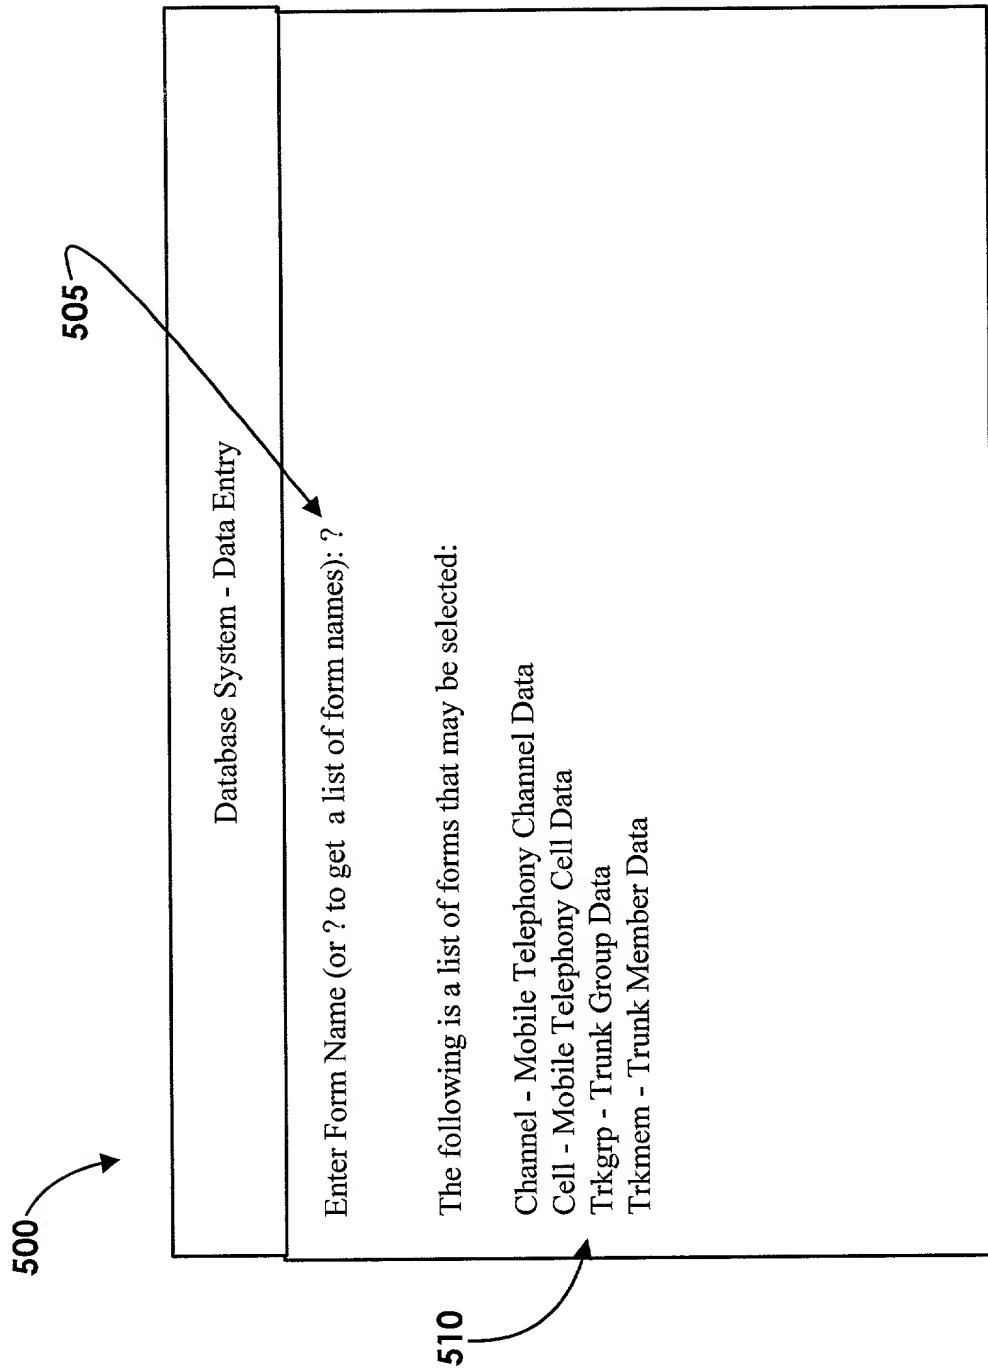 500
505
Database System - Data Entry
Enter Form Name (or ? to get a list of form names): ?
The following is a list of forms that may be selected:
510
Channel - Mobile Telephony Channel Data
Cell - Mobile Telephony Cell Data
Trkgrp - Trunk Group Data
Trkmem - Trunk Member Data